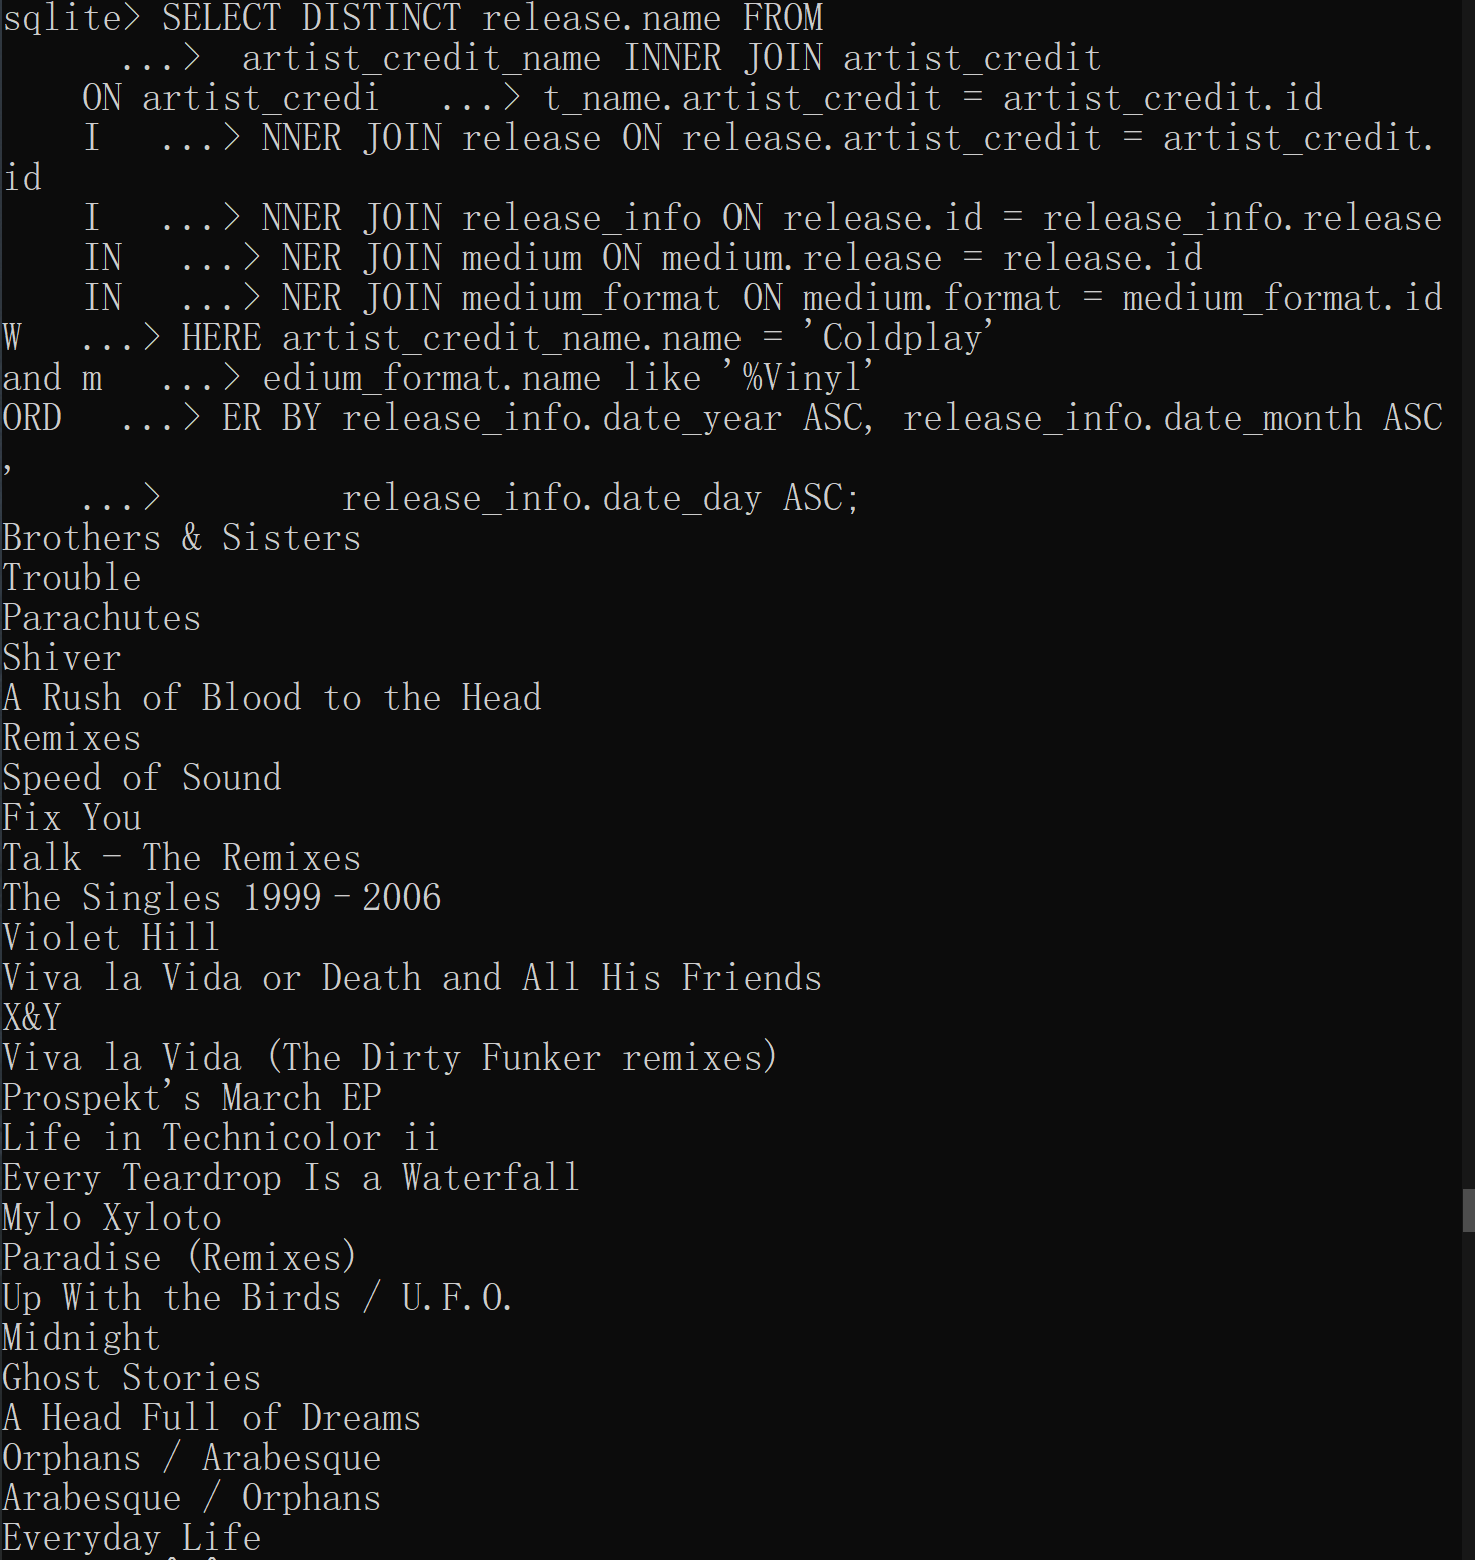 sqlite> SELECT DISTINCT release.name FROM
...> artist_credit_name INNER JOIN artist_credit
ON artist_credi ...> t_name.artist_credit = artist_credit.id
I ...> NNER JOIN release ON release.artist_credit = artist_credit.
id
I ...> NNER JOIN release_info ON release.id = release_info.release
IN ...> NER JOIN medium ON medium.release = release.id
IN ...> NER JOIN medium_format ON medium.format = medium_format.id
W ...> HERE artist_credit_name.name = 'Coldplay'
and m ...> edium_format.name like '%Vinyl'
ORD ...> ER BY release_info.date_year ASC, release_info.date_month ASC
,
...> release_info.date_day ASC;
Brothers & Sisters
Trouble
Parachutes
Shiver
A Rush of Blood to the Head
Remixes
Speed of Sound
Fix You
Talk – The Remixes
The Singles 1999‐2006
Violet Hill
Viva la Vida or Death and All His Friends
X&Y
Viva la Vida (The Dirty Funker remixes)
Prospekt's March EP
Life in Technicolor ii
Every Teardrop Is a Waterfall
Mylo Xyloto
Paradise (Remixes)
Up With the Birds / U.F.O.
Midnight
Ghost Stories
A Head Full of Dreams
Orphans / Arabesque
Arabesque / Orphans
Everyday Life